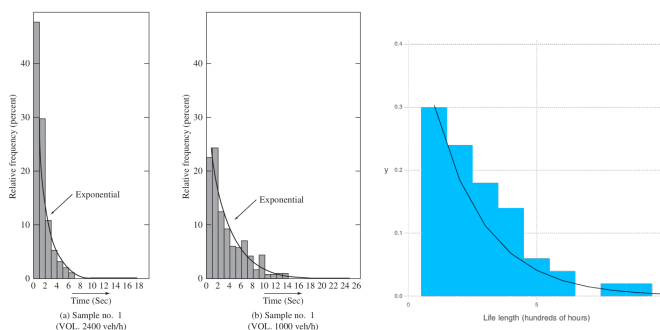 Relative frequency (percent)
40
30
20
10
0
Exponential
0 2 4 6 8 10 12 14 16 18
Time (Sec)
(a) Sample no. 1
(VOL. 2400 veh/h)
Relative frequency (percent)
40
30
20
10
0
Exponential
0 2 4 6 8 10 12 14 16 18 20 22 24 26
Time (Sec)
(b) Sample no. 1
(VOL. 1000 veh/h)
0.4
0.3
0.2
0.1
0.0
y
0
5
Life length (hundreds of hours)